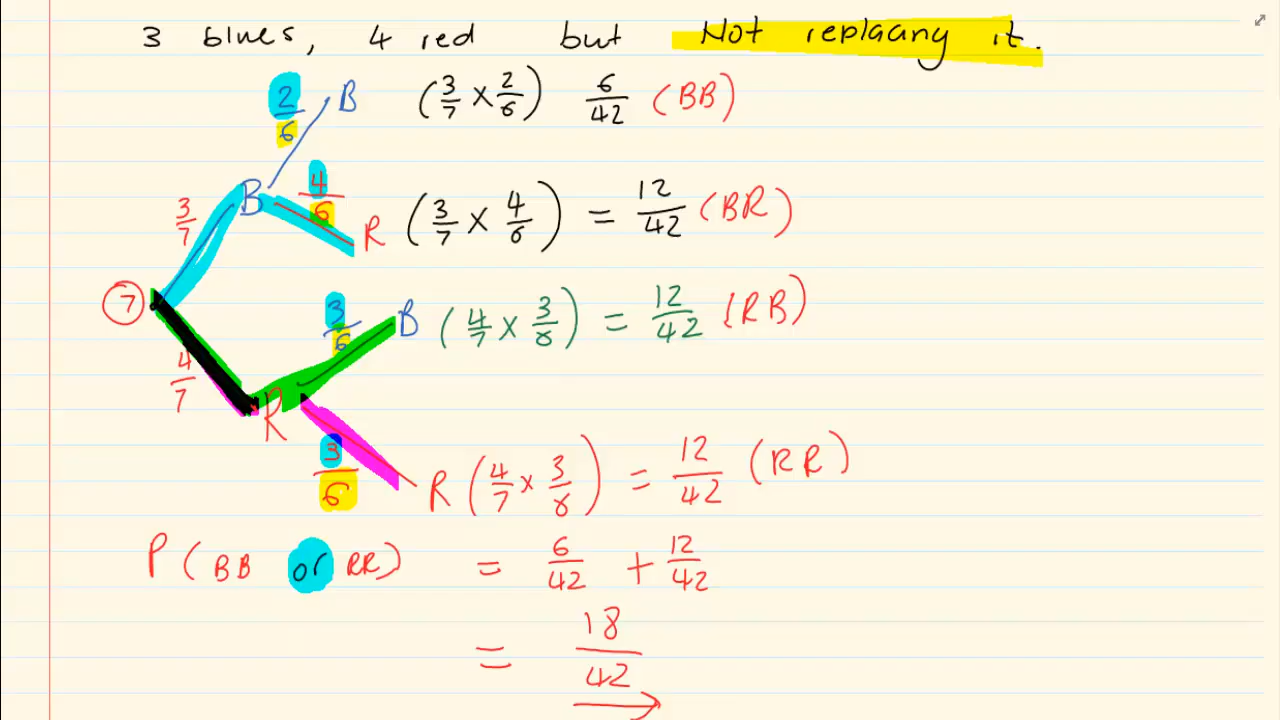 3 blues, 4 red but Not replacing it.
2/6 B (3/7 × 2/6) 6/42 (BB)
3/7 B 4/6 R (3/7 × 4/6) = 12/42 (BR)
7
3/6 B (4/7 × 3/6) = 12/42 (RB)
4/7 R
3/6 R (4/7 × 3/6) = 12/42 (RR)
P (BB or RR) = 6/42 + 12/42
= 18/42